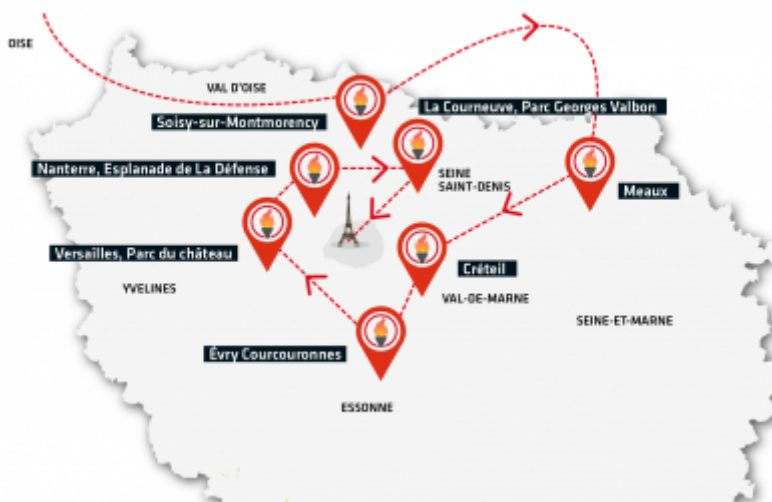 OISE
VAL D'OISE
La Courneuve, Parc Georges Valbon
Soisy-sur-Montmorency
Nanterre, Esplanade de La Défense
SEINE
SAINT-DENIS
Meaux
Versailles, Parc du château
Créteil
YVELINES
VAL-DE-MARNE
SEINE-ET-MARNE
Évry Courcouronnes
ESSONNE